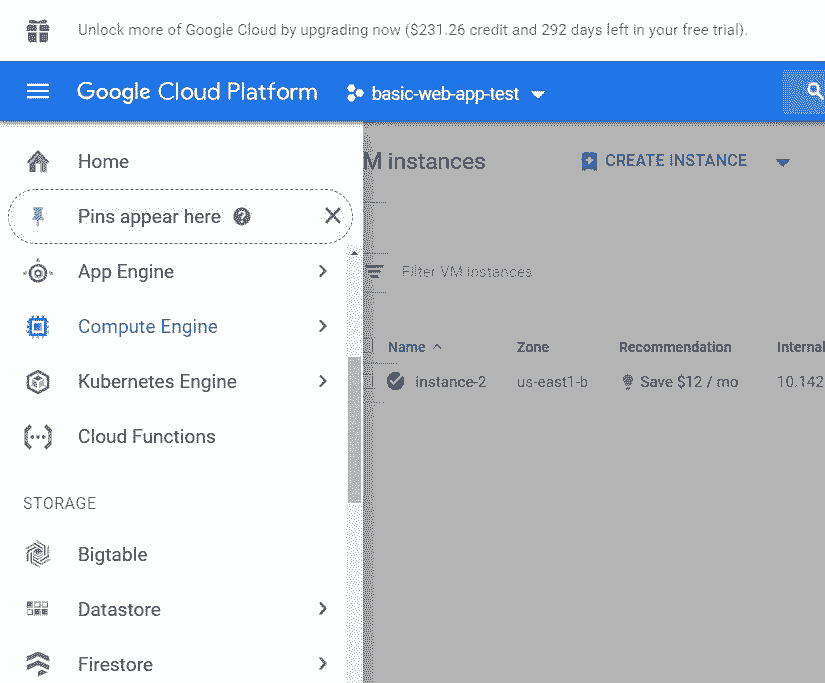 Unlock more of Google Cloud by upgrading now ($231.26 credit and 292 days left in your free trial).
Google Cloud Platform
basic-web-app-test
Home
Pins appear here
App Engine
Compute Engine
Kubernetes Engine
Cloud Functions
STORAGE
Bigtable
Datastore
Firestore
VM instances
CREATE INSTANCE
Filter VM instances
Name Zone Recommendation Internal
instance-2 us-east1-b Save $12 / mo 10.142